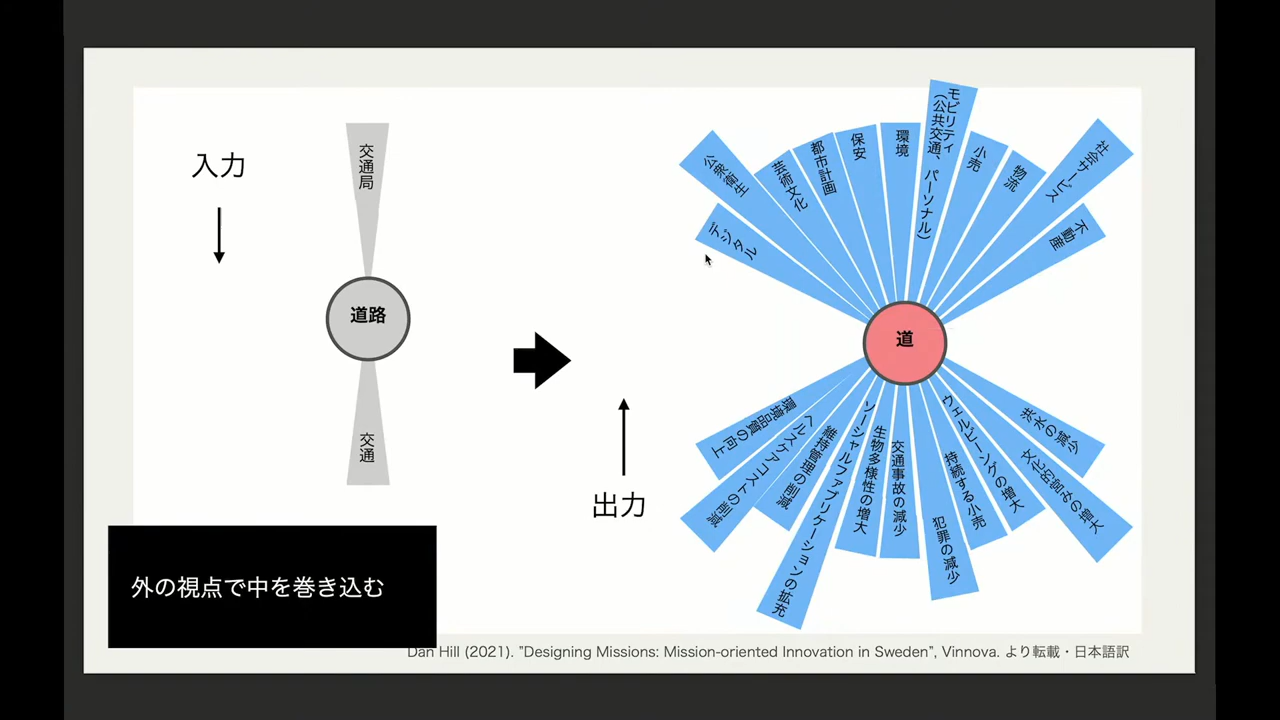 入力
交通局
道路
交通
出力
デジタル
公衆衛生
芸術文化
都市計画
保安
環境
モビリティ
(公共交通、パーソナル)
小売
物流
社会サービス
不動産
道
環境品質の向上
ヘルスケアコストの削減
維持管理の削減
ソーシャルファブリケーションの拡充
生物多様性の増大
交通事故の減少
犯罪の減少
持続する小売
ウェルビーングの増大
文化的営みの増大
洪水の減少
外の視点で中を巻き込む
Dan Hill (2021). "Designing Missions: Mission-oriented Innovation in Sweden", Vinnova. より転載・日本語訳